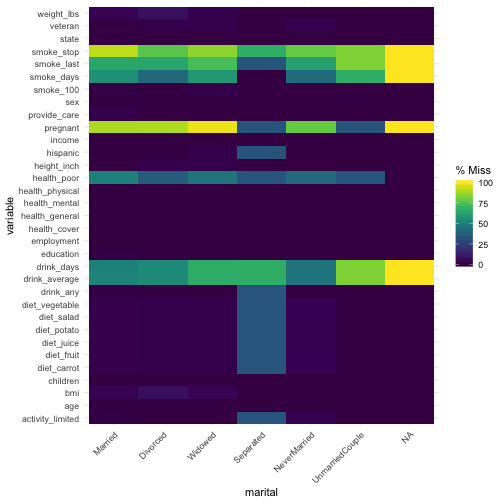 weight_lbs
veteran
state
smoke_stop
smoke_last
smoke_days
smoke_100
sex
provide_care
pregnant
income
hispanic
height_inch
health_poor
health_physical
health_mental
health_general
health_cover
employment
education
drink_days
drink_average
drink_any
diet_vegetable
diet_salad
diet_potato
diet_juice
diet_fruit
diet_carrot
children
bmi
age
activity_limited
variable
Married
Divorced
Widowed
Separated
NeverMarried
UnmarriedCouple
NA
marital
% Miss
100
75
50
25
0